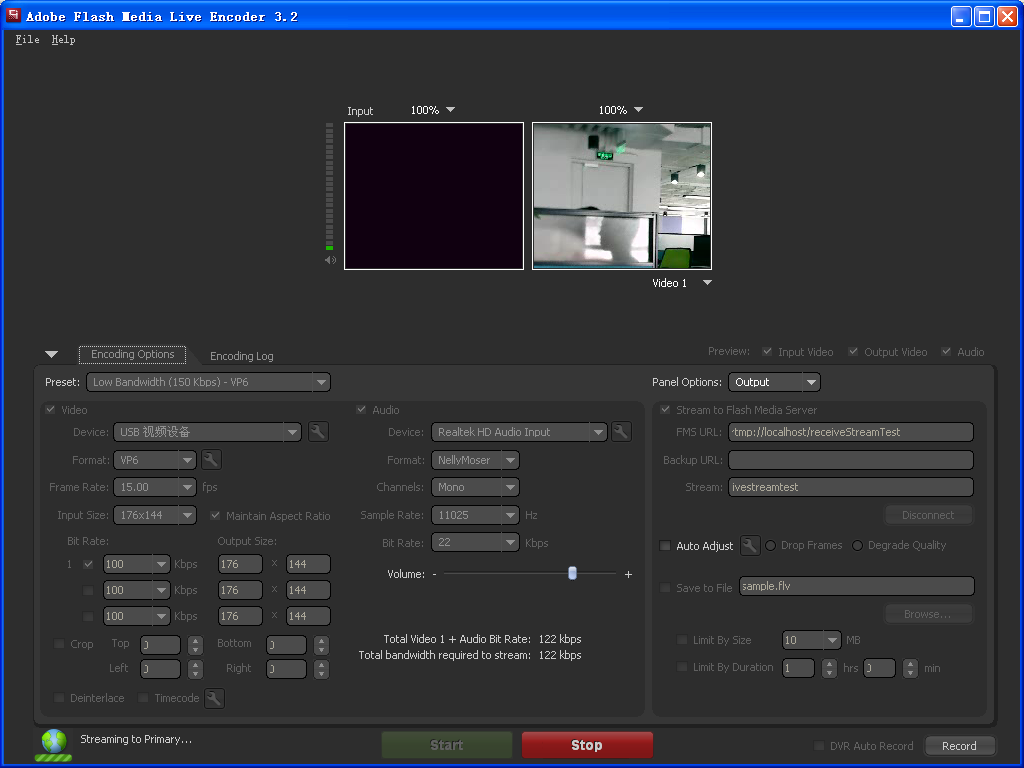 Adobe Flash Media Live Encoder 3.2
File Help
Input 100% 100%
Video 1
Encoding Options Encoding Log Preview: Input Video Output Video Audio
Preset: Low Bandwidth (150 Kbps) - VP6 Panel Options: Output
Video Audio Stream to Flash Media Server
Device: USB 视频设备 Device: Realtek HD Audio Input FMS URL: tmp://localhost/receiveStreamTest
Format: VP6 Format: NellyMoser Backup URL:
Frame Rate: 15.00 fps Channels: Mono Stream: ivestreamtest
Input Size: 176x144 Maintain Aspect Ratio Sample Rate: 11025 Hz Disconnect
Bit Rate: Output Size: Bit Rate: 22 Kbps Auto Adjust Drop Frames Degrade Quality
1 100 Kbps 176 x 144 Volume: - +
100 Kbps 176 x 144 Save to File sample.flv
100 Kbps 176 x 144 Browse...
Crop Top Bottom Total Video 1 + Audio Bit Rate: 122 kbps Limit By Size 10 MB
Left Right Total bandwidth required to stream: 122 kbps Limit By Duration 1 hrs min
Deinterlace Timecode
Streaming to Primary... Start Stop DVR Auto Record Record